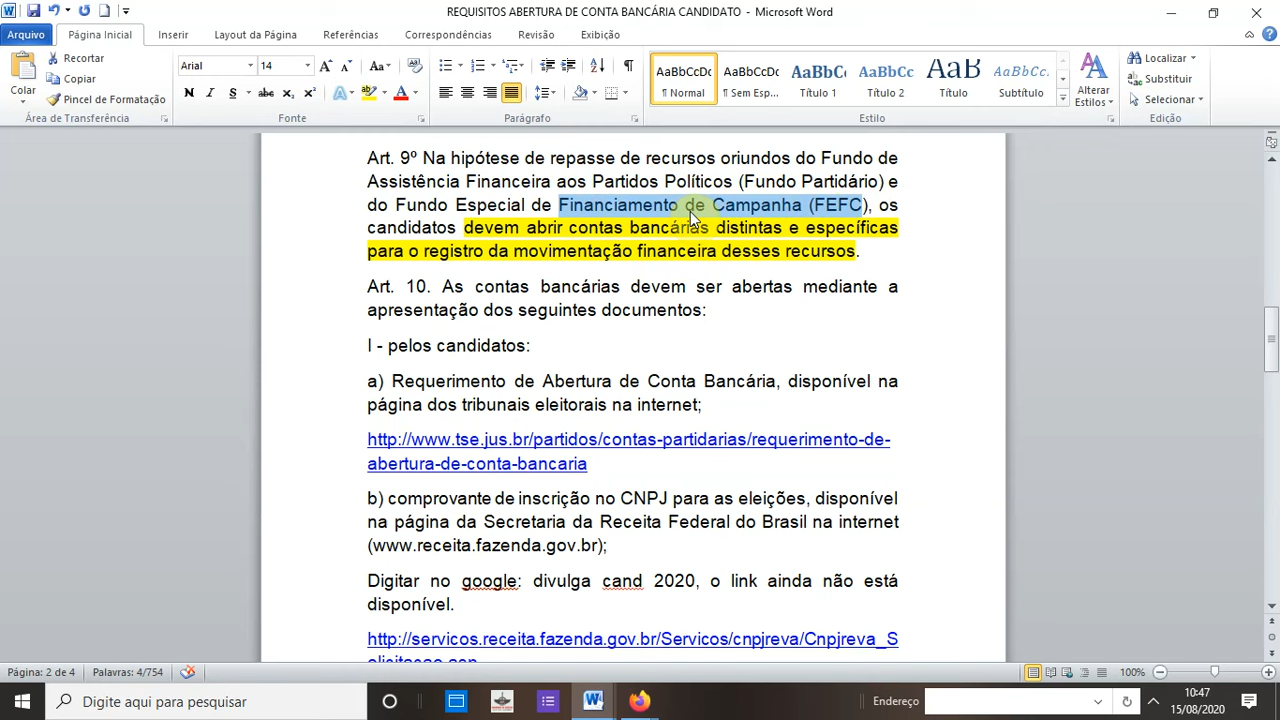 REQUISITOS ABERTURA DE CONTA BANCÁRIA CANDIDATO - Microsoft Word
Arquivo Página Inicial Inserir Layout da Página Referências Correspondências Revisão Exibição
Colar
Recortar
Copiar
Pincel de Formatação
Área de Transferência
Arial 14
N I S abc x₂ x²
Fonte
Parágrafo
AaBbCcDc AaBbCcDc AaBbC AaBbCc AaB AaBbCc.
¶ Normal ¶ Sem Esp... Título 1 Título 2 Título Subtítulo
Alterar
Estilos
Estilo
Localizar
Substituir
Selecionar
Edição
Art. 9º Na hipótese de repasse de recursos oriundos do Fundo de
Assistência Financeira aos Partidos Políticos (Fundo Partidário) e
do Fundo Especial de Financiamento de Campanha (FEFC), os
candidatos devem abrir contas bancárias distintas e específicas
para o registro da movimentação financeira desses recursos.
Art. 10. As contas bancárias devem ser abertas mediante a
apresentação dos seguintes documentos:
I - pelos candidatos:
a) Requerimento de Abertura de Conta Bancária, disponível na
página dos tribunais eleitorais na internet;
http://www.tse.jus.br/partidos/contas-partidarias/requerimento-de-
abertura-de-conta-bancaria
b) comprovante de inscrição no CNPJ para as eleições, disponível
na página da Secretaria da Receita Federal do Brasil na internet
(www.receita.fazenda.gov.br);
Digitar no google: divulga cand 2020, o link ainda não está
disponível.
http://servicos.receita.fazenda.gov.br/Servicos/cnpjreva/Cnpjreva_S
olicitacao.asp
Página: 2 de 4 Palavras: 4/754 100%
Digite aqui para pesquisar
Endereço
10:47
15/08/2020